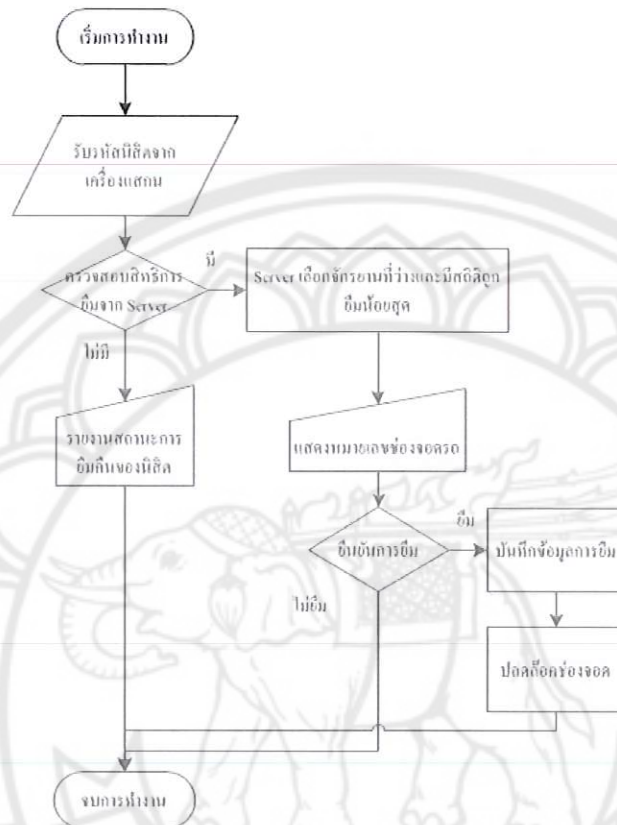 เริ่มการทำงาน
รับรหัสนิสิตจาก
เครื่องแสกน
ตรวจสอบสิทธิการ
ยืมจาก Server
มี
Server เลือกจักรยานที่ว่างและมีสถิติถูก
ยืมน้อยสุด
ไม่มี
รายงานสถานะการ
ยืมคืนของนิสิต
แสดงหมายเลขช่องจอดรถ
ยืนยันการยืม
ยืม
บันทึกข้อมูลการยืม
ไม่ยืม
ปลดล๊อคช่องจอด
จบการทำงาน